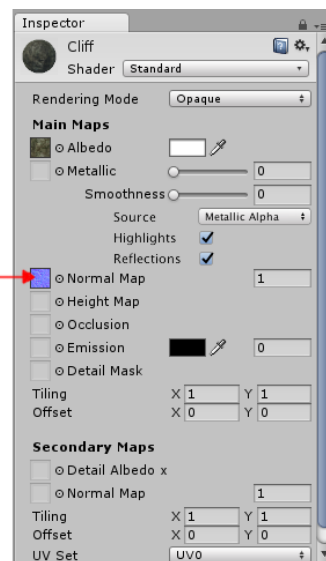 Inspector
Cliff
Shader Standard
Rendering Mode Opaque
Main Maps
Albedo
Metallic 0
Smoothness 0
Source Metallic Alpha
Highlights
Reflections
Normal Map 1
Height Map
Occlusion
Emission 0
Detail Mask
Tiling X 1 Y 1
Offset X 0 Y 0
Secondary Maps
Detail Albedo x
Normal Map 1
Tiling X 1 Y 1
Offset X 0 Y 0
UV Set UV0